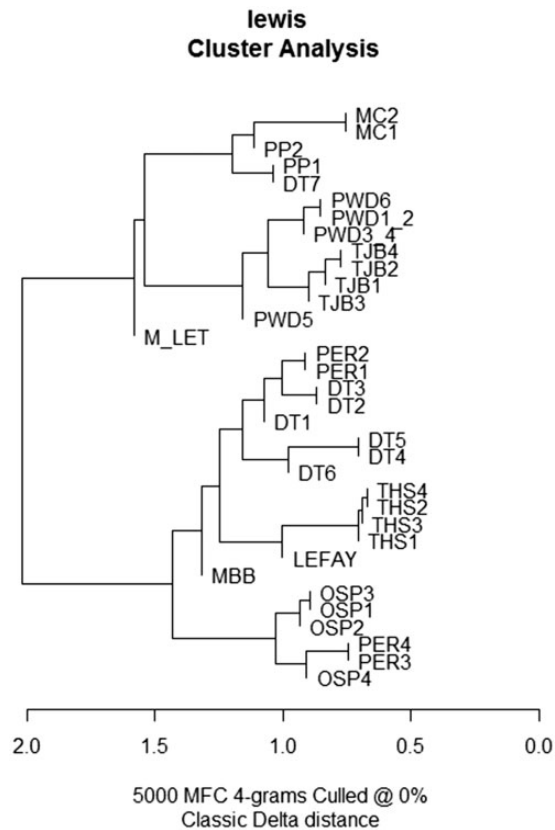 lewis
Cluster Analysis
MC2
MC1
PP2
PP1
DT7
PWD6
PWD1_2
PWD3_4
TJB4
TJB2
TJB1
TJB3
PWD5
M_LET
PER2
PER1
DT3
DT2
DT1
DT5
DT4
DT6
THS4
THS2
THS3
THS1
LEFAY
MBB
OSP3
OSP1
OSP2
PER4
PER3
OSP4
2.0 1.5 1.0 0.5 0.0
5000 MFC 4-grams Culled @ 0%
Classic Delta distance